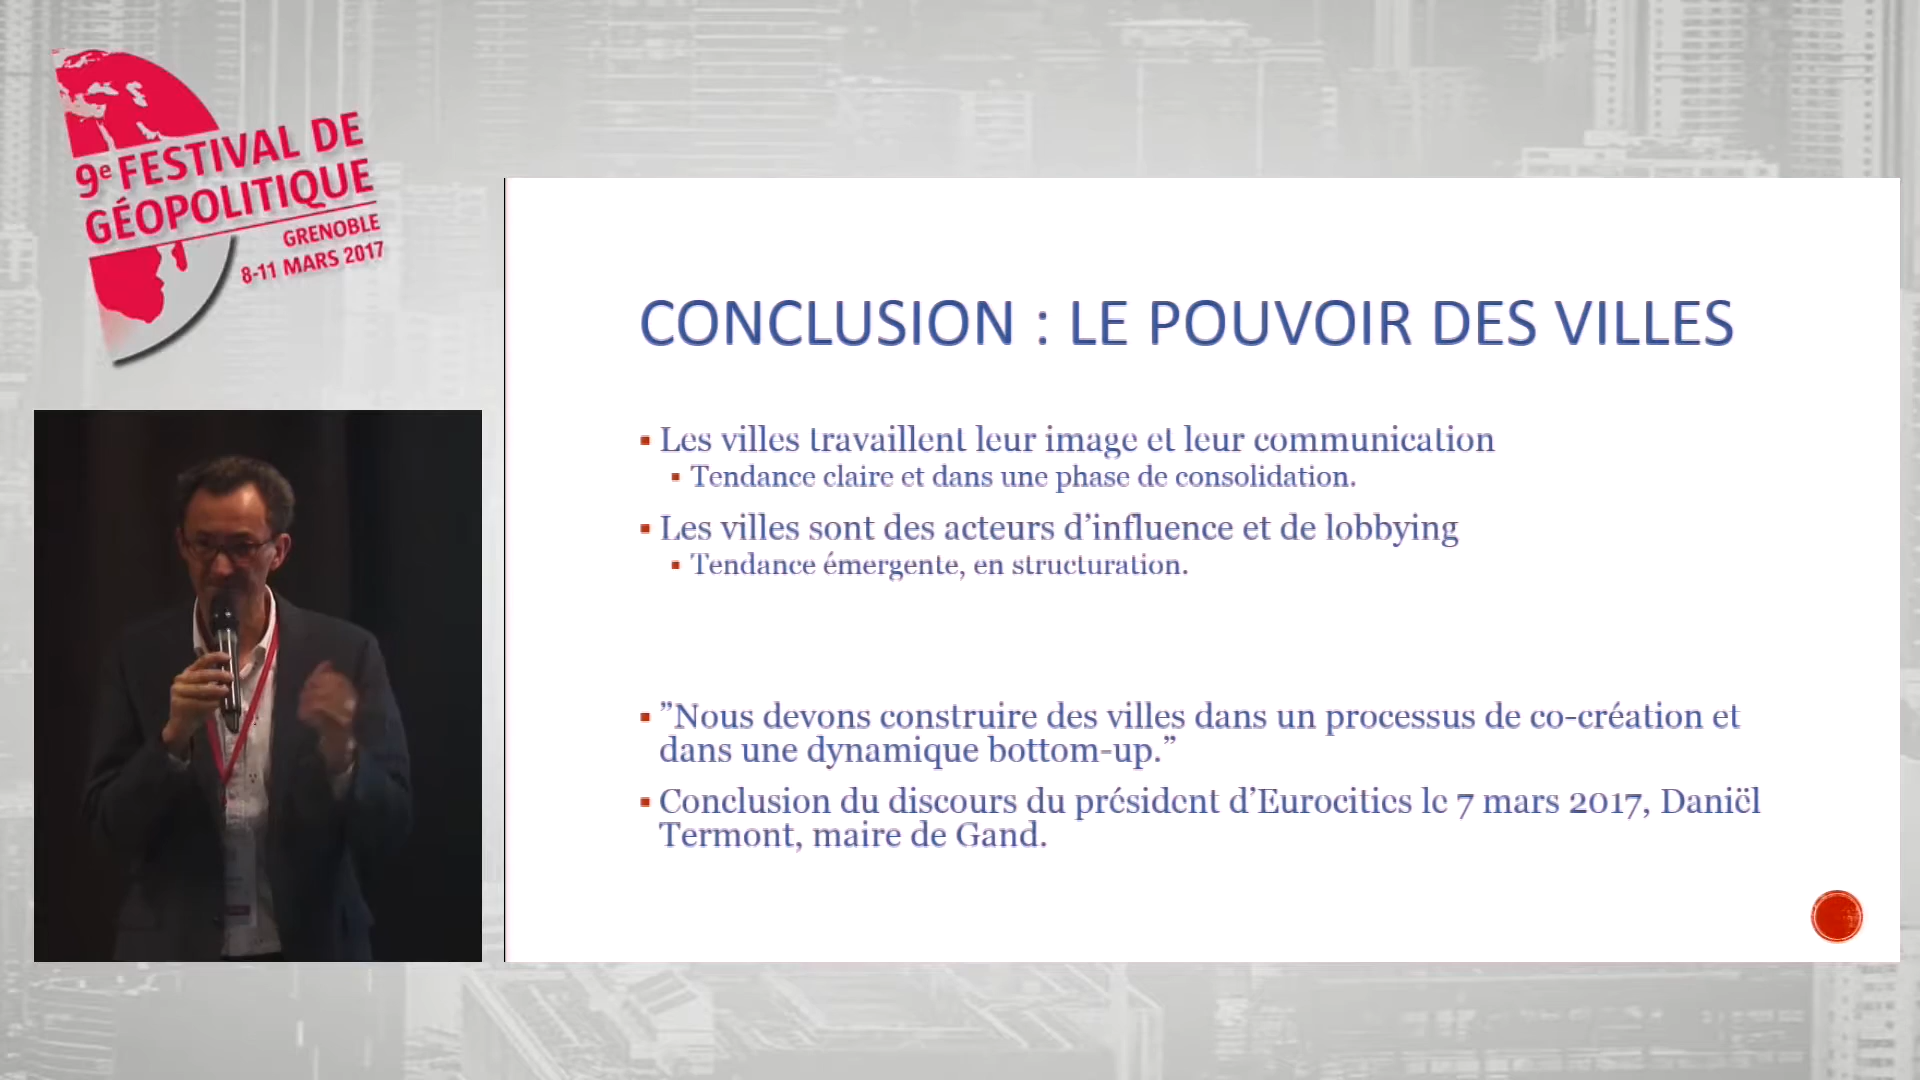 9e FESTIVAL DE
GÉOPOLITIQUE
GRENOBLE
8-11 MARS 2017
CONCLUSION : LE POUVOIR DES VILLES
Les villes travaillent leur image et leur communication
Tendance claire et dans une phase de consolidation.
Les villes sont des acteurs d’influence et de lobbying
Tendance émergente, en structuration.
”Nous devons construire des villes dans un processus de co-création et
dans une dynamique bottom-up.”
Conclusion du discours du président d’Eurocities le 7 mars 2017, Daniël
Termont, maire de Gand.